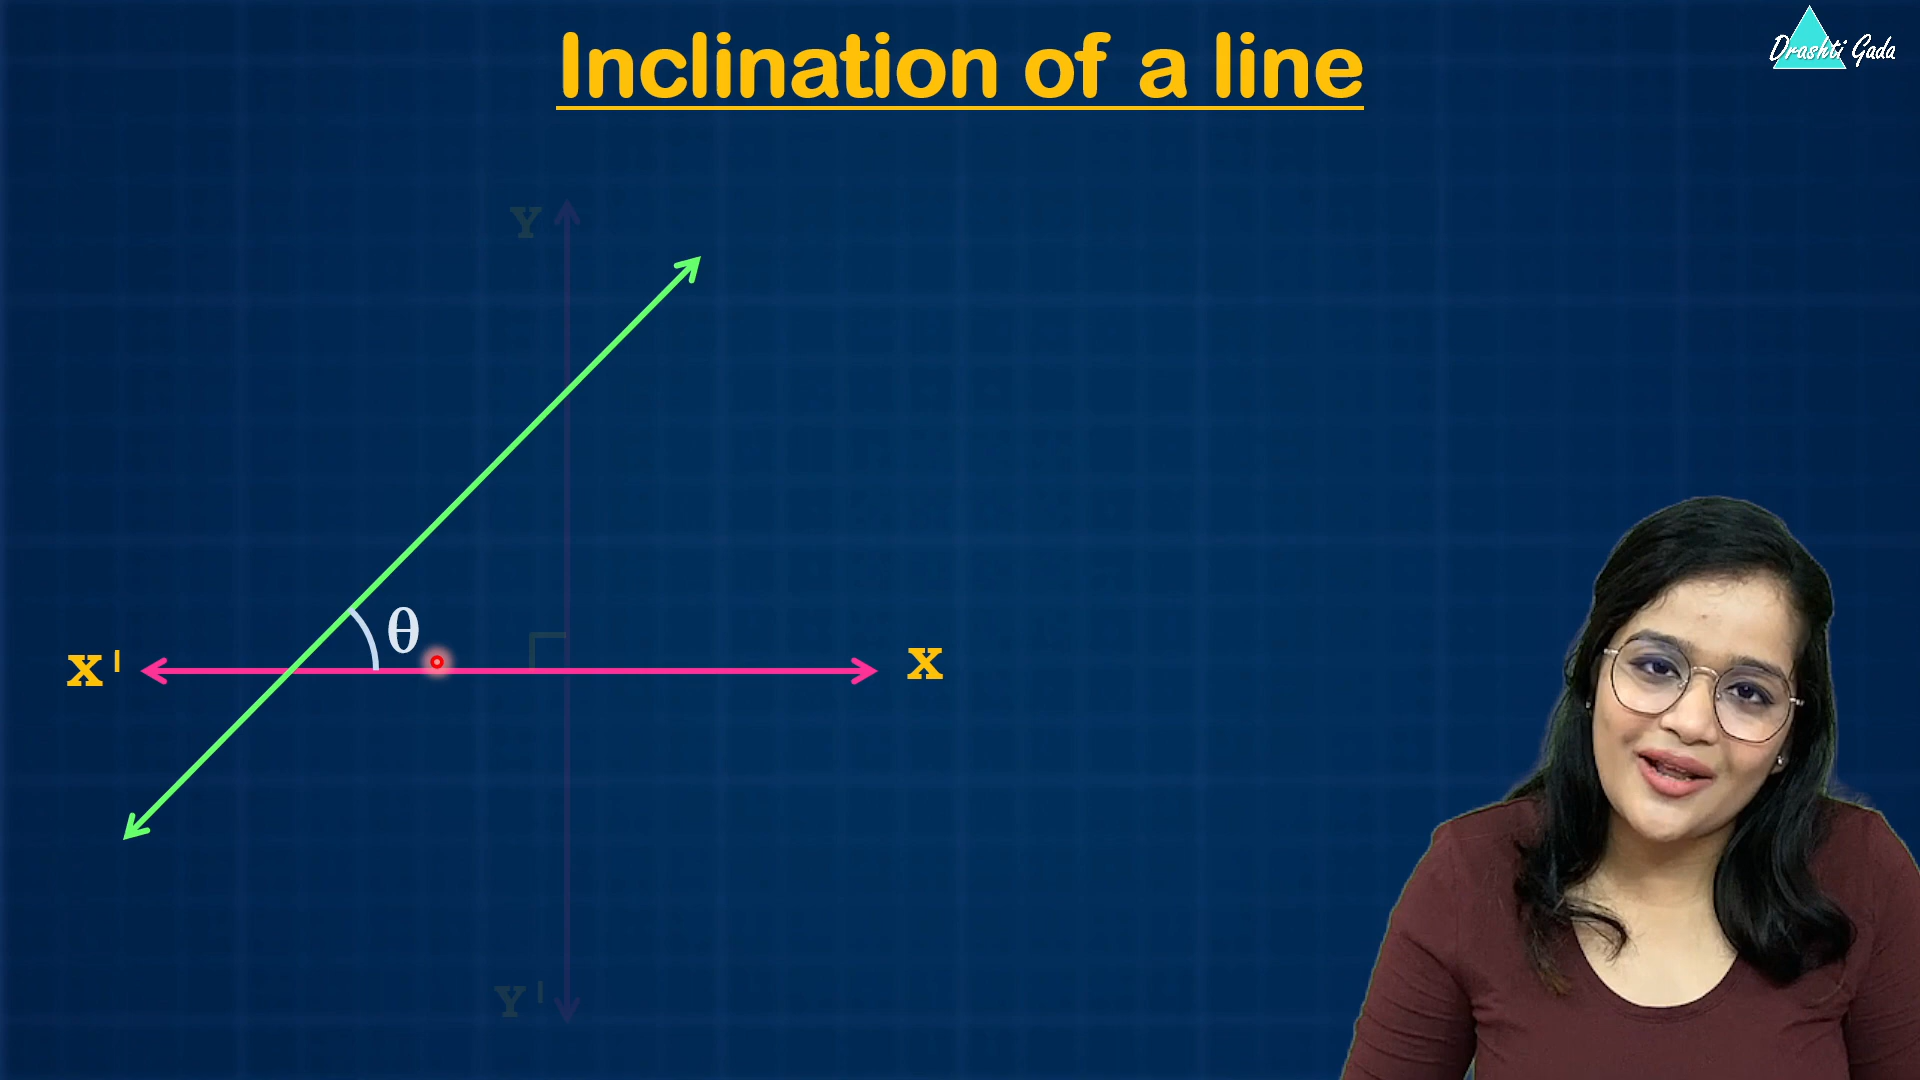 Inclination of a line
Drashti Gada
Y
θ
X'
X
Y'